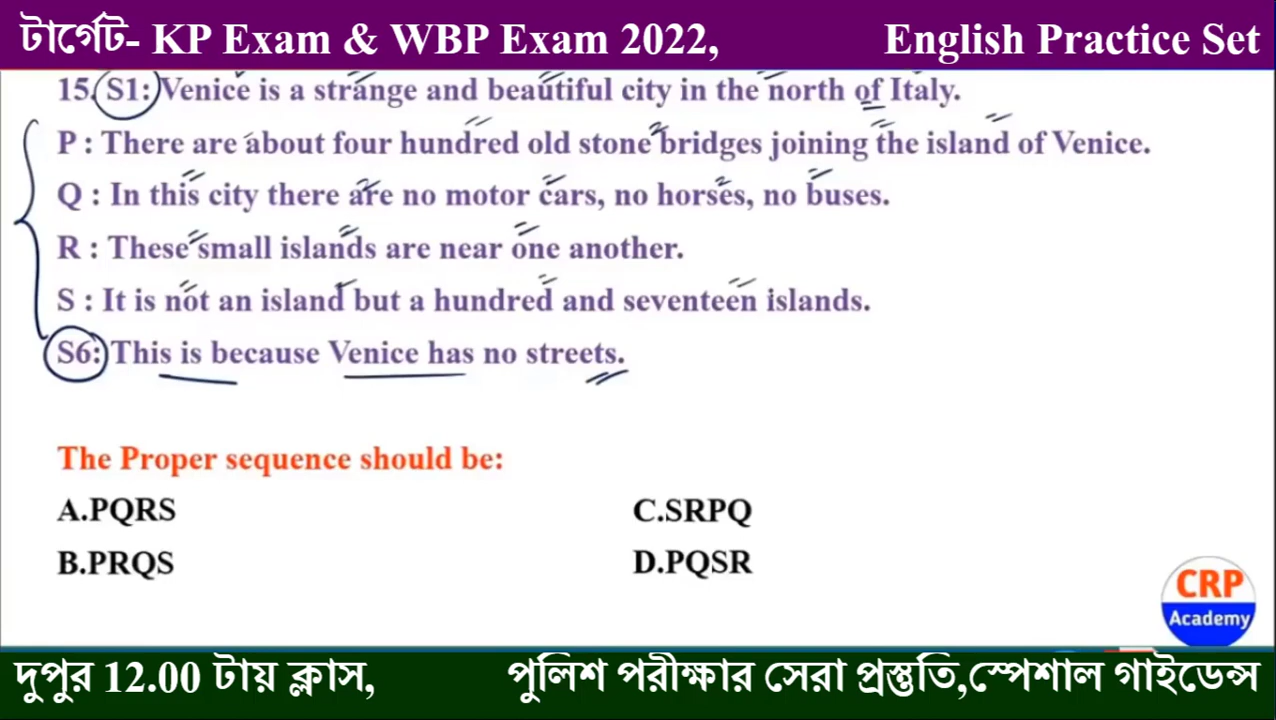 টার্গেট- KP Exam & WBP Exam 2022, English Practice Set
15. S1: Venice is a strange and beautiful city in the north of Italy.
P : There are about four hundred old stone bridges joining the island of Venice.
Q : In this city there are no motor cars, no horses, no buses.
R : These small islands are near one another.
S : It is not an island but a hundred and seventeen islands.
S6: This is because Venice has no streets.
The Proper sequence should be:
A.PQRS C.SRPQ
B.PRQS D.PQSR
CRP
Academy
দুপুর 12.00 টায় ক্লাস, পুলিশ পরীক্ষার সেরা প্রস্তুতি,স্পেশাল গাইডেন্স